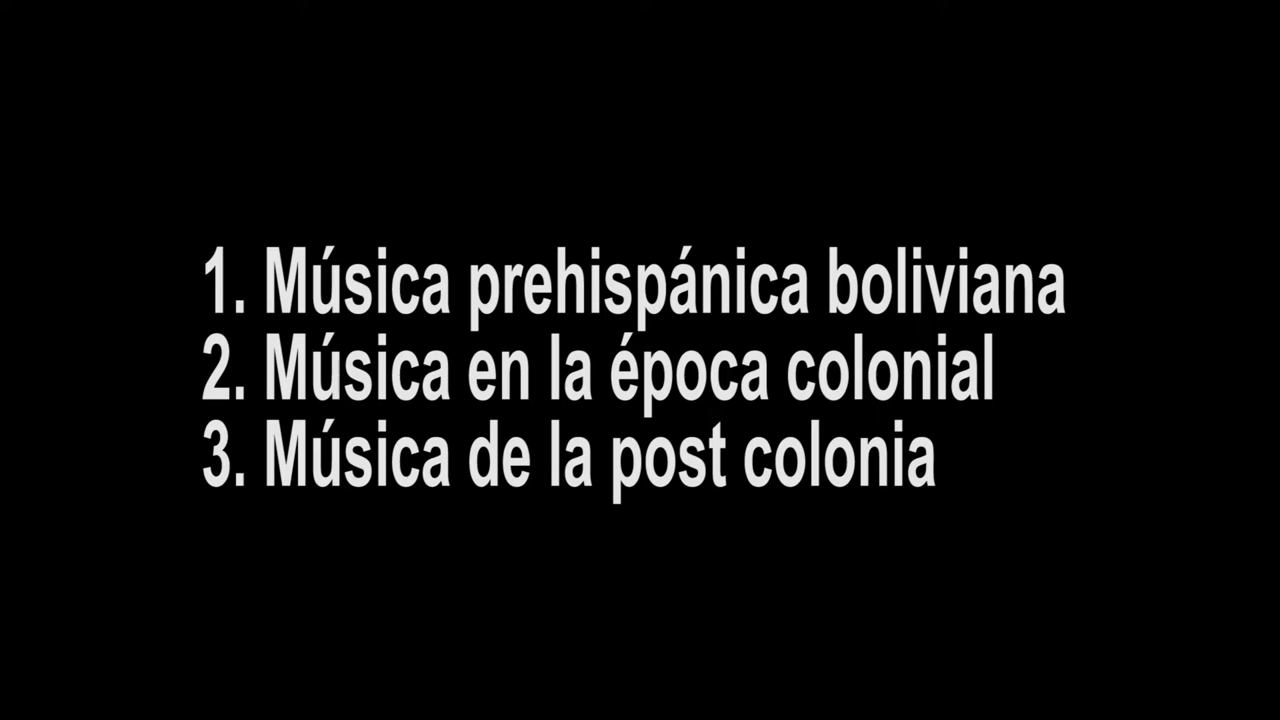 1. Música prehispánica boliviana
2. Música en la época colonial
3. Música de la post colonia